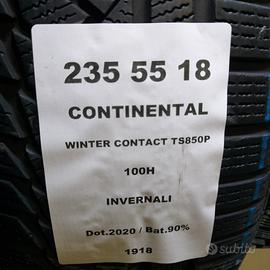 235 55 18
CONTINENTAL
WINTER CONTACT TS850P
100H
INVERNALI
Dot.2020 / Bat.90%
1918
subito